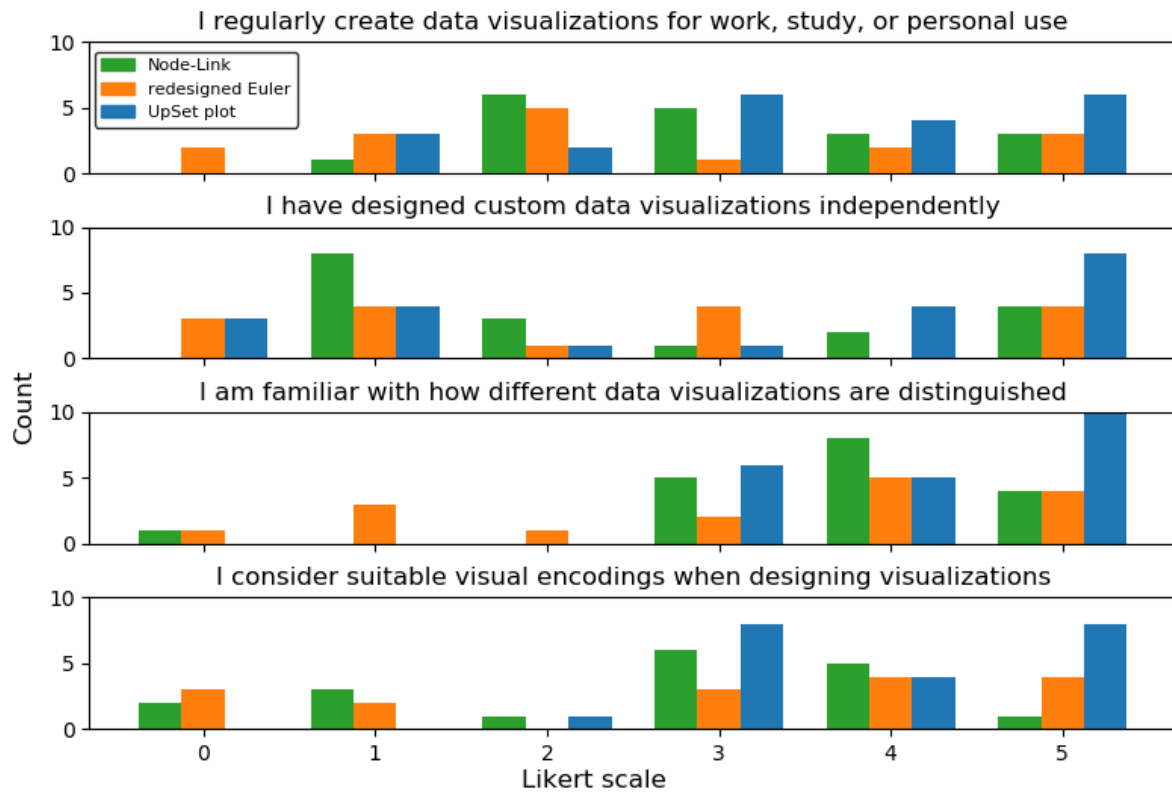 I regularly create data visualizations for work, study, or personal use
10
5
0
Node-Link
redesigned Euler
UpSet plot
I have designed custom data visualizations independently
10
5
0
I am familiar with how different data visualizations are distinguished
10
5
0
I consider suitable visual encodings when designing visualizations
10
5
0
Count
0 1 2 3 4 5
Likert scale